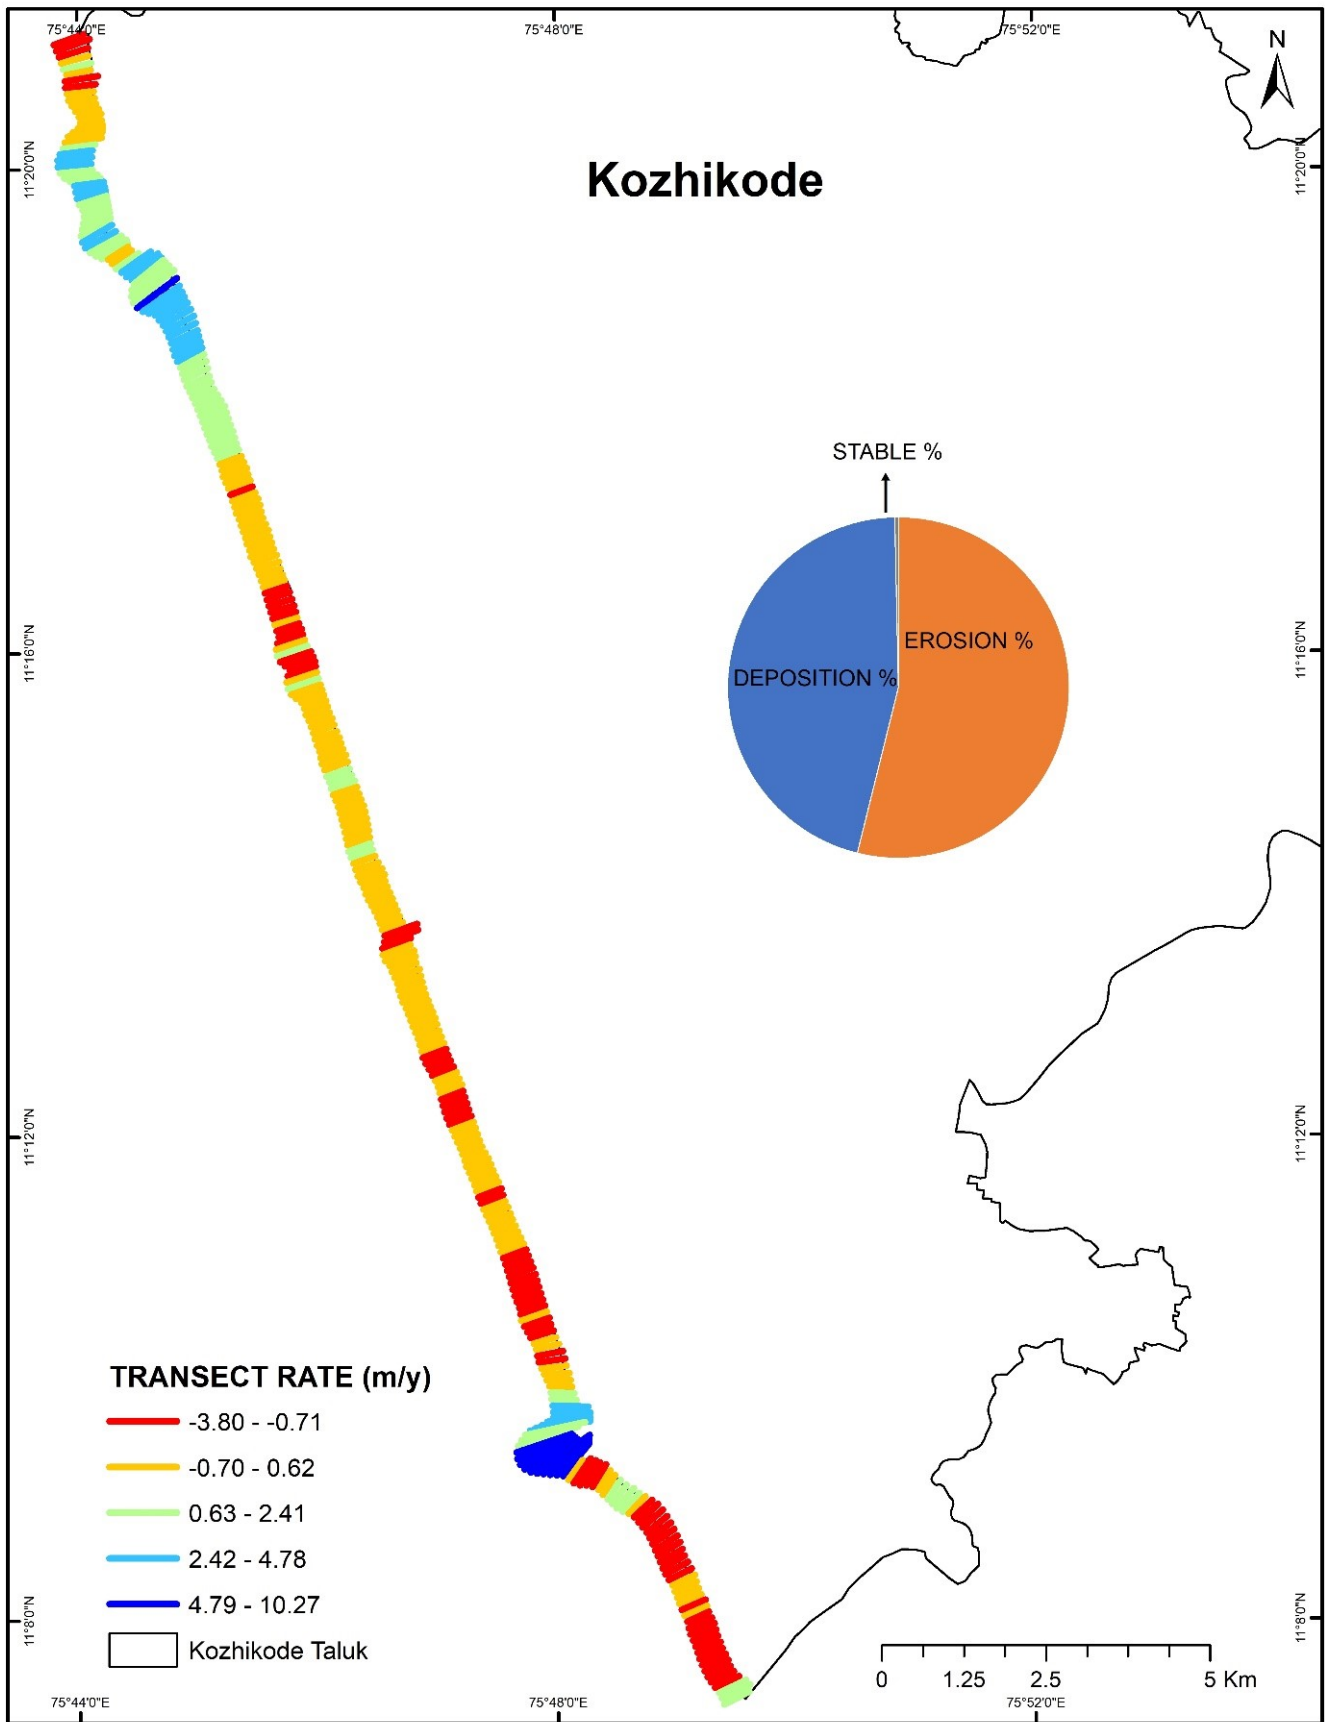 75°44'0"E
75°48'0"E
75°52'0"E
N
11°20'0"N
11°20'0"N
Kozhikode
STABLE %
EROSION %
DEPOSITION %
11°16'0"N
11°16'0"N
11°12'0"N
11°12'0"N
TRANSECT RATE (m/y)
-3.80 - -0.71
-0.70 - 0.62
0.63 - 2.41
2.42 - 4.78
4.79 - 10.27
Kozhikode Taluk
11°8'0"N
11°8'0"N
0 1.25 2.5 5 Km
75°44'0"E
75°48'0"E
75°52'0"E